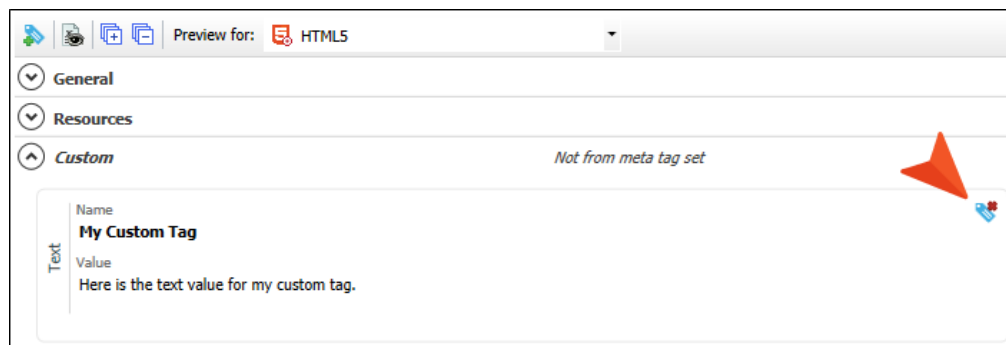 Preview for: HTML5
General
Resources
Custom Not from meta tag set
Name
My Custom Tag
Text
Value
Here is the text value for my custom tag.